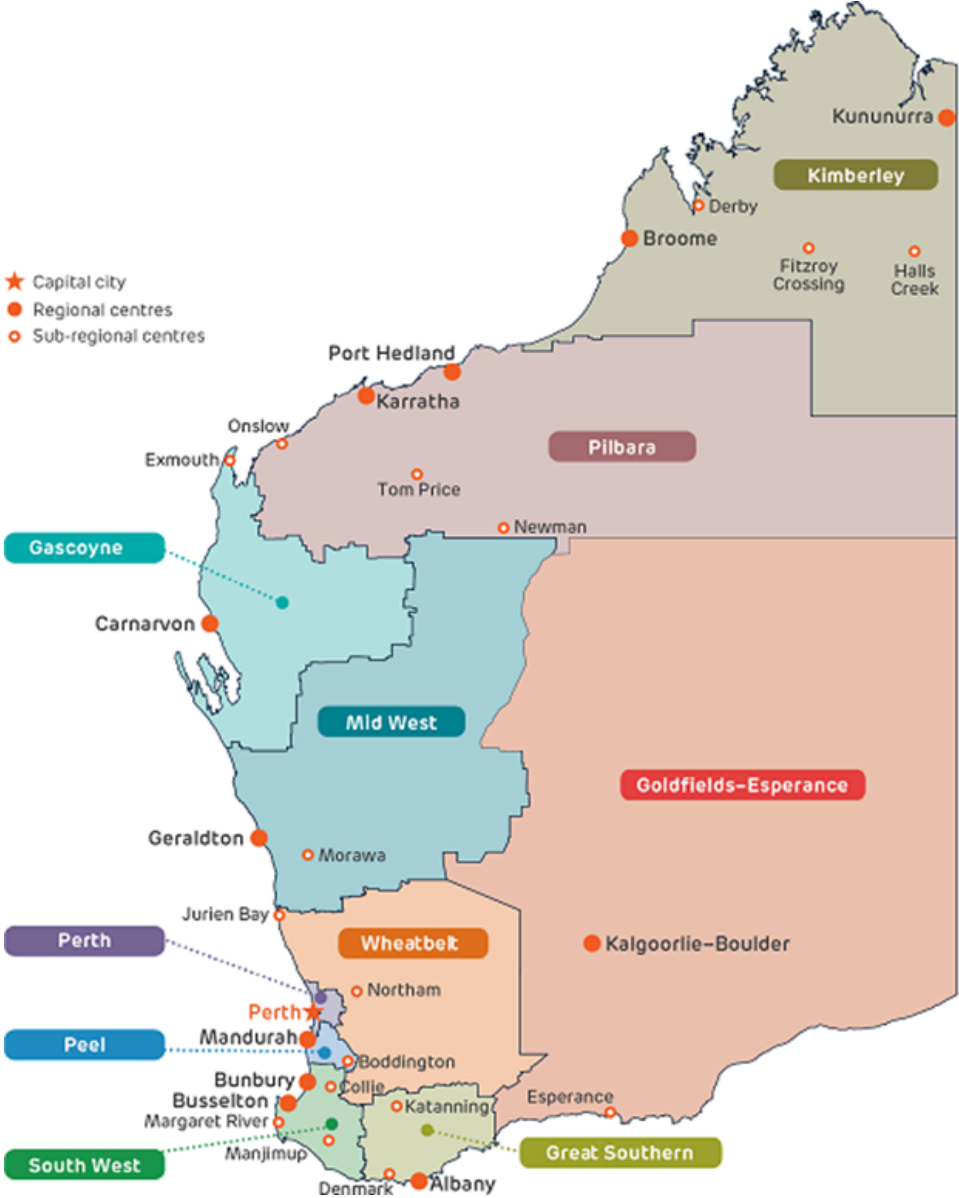 Kununurra
Kimberley
Derby
Broome
Fitzroy
Crossing
Halls
Creek
Capital city
Regional centres
Sub-regional centres
Port Hedland
Karratha
Onslow
Exmouth
Pilbara
Tom Price
Newman
Gascoyne
Carnarvon
Mid West
Goldfields-Esperance
Geraldton
Morawa
Jurien Bay
Perth
Wheatbelt
Kalgoorlie-Boulder
Northam
Perth
Mandurah
Peel
Boddington
Bunbury
Collie
Busselton
Katanning
Esperance
Margaret River
Manjimup
South West
Great Southern
Denmark
Albany